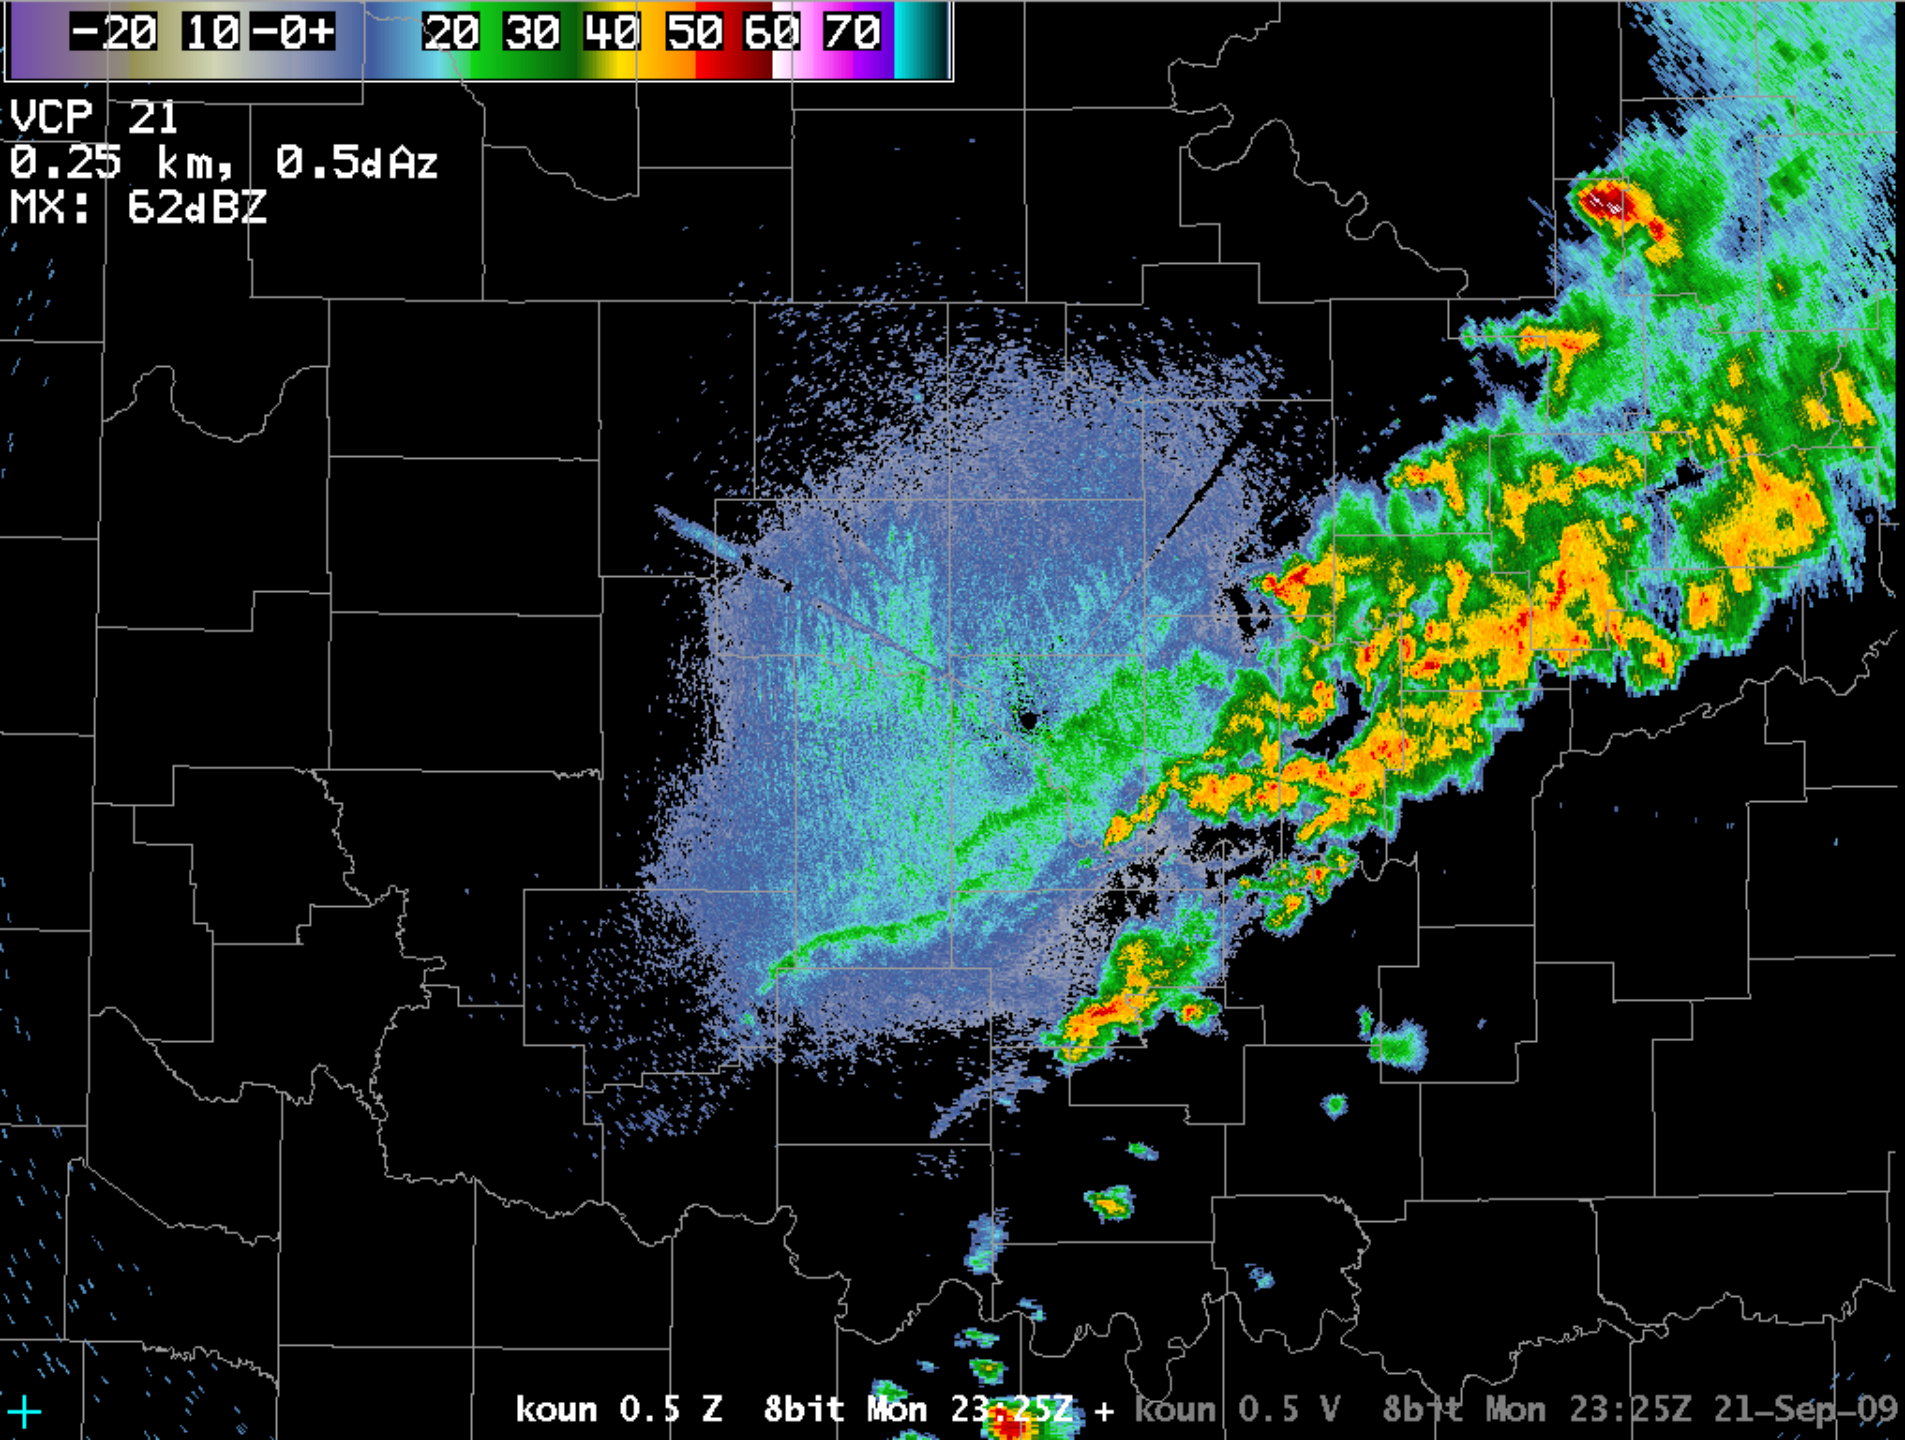 -20 10 -0+ 20 30 40 50 60 70
VCP 21
0.25 km, 0.5dAz
MX: 62dBZ
koun 0.5 Z 8bit Mon 23:25Z + koun 0.5 V 8bit Mon 23:25Z 21-Sep-09